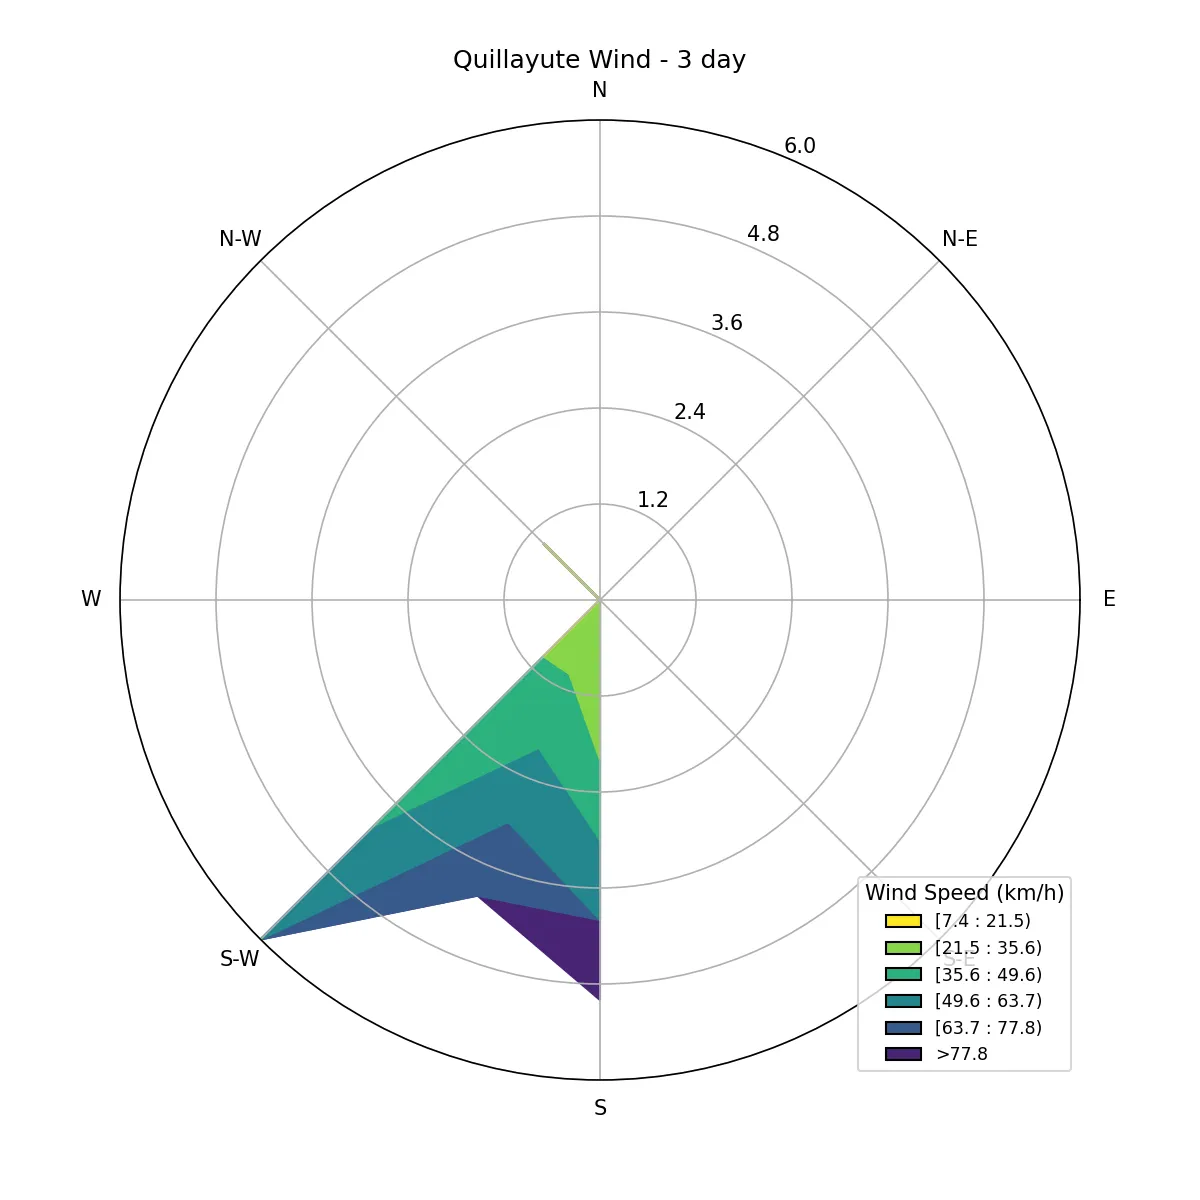 Quillayute Wind - 3 day
N
6.0
N-W
N-E
4.8
3.6
2.4
1.2
W
E
Wind Speed (km/h)
[7.4 : 21.5)
[21.5 : 35.6)
S-W
S-E
[35.6 : 49.6)
[49.6 : 63.7)
[63.7 : 77.8)
>77.8
S